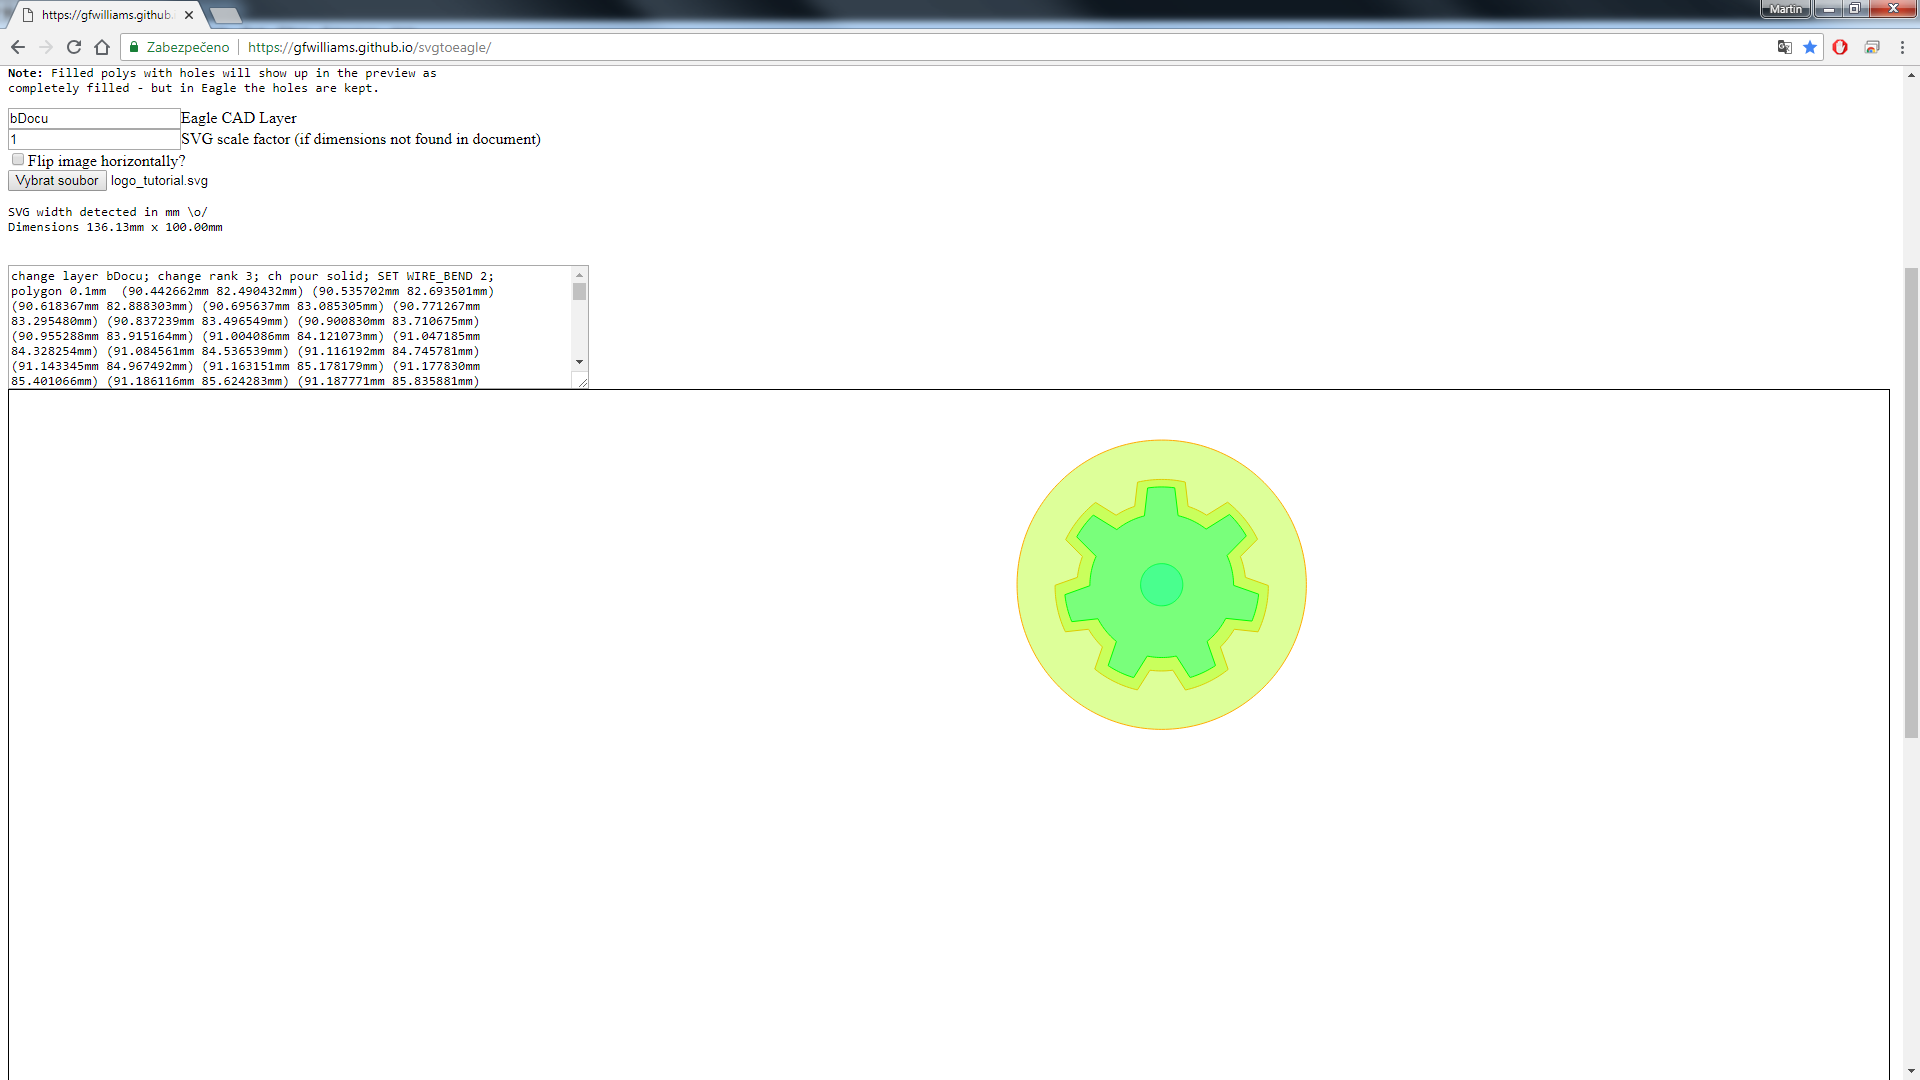 https://gfwilliams.github.
Martin
Zabezpečeno
https://gfwilliams.github.io/svgtoeagle/
Note: Filled polys with holes will show up in the preview as
completely filled - but in Eagle the holes are kept.
bDocu Eagle CAD Layer
1 SVG scale factor (if dimensions not found in document)
Flip image horizontally?
Vybrat soubor logo_tutorial.svg
SVG width detected in mm \o/
Dimensions 136.13mm x 100.00mm
change layer bDocu; change rank 3; ch pour solid; SET WIRE_BEND 2;
polygon 0.1mm  (90.442662mm 82.490432mm) (90.535702mm 82.693501mm)
(90.618367mm 82.888303mm) (90.695637mm 83.085305mm) (90.771267mm
83.295480mm) (90.837239mm 83.496549mm) (90.900830mm 83.710675mm)
(90.955288mm 83.915164mm) (91.004086mm 84.121073mm) (91.047185mm
84.328254mm) (91.084561mm 84.536539mm) (91.116192mm 84.745781mm)
(91.143345mm 84.967492mm) (91.163151mm 85.178179mm) (91.177830mm
85.401066mm) (91.186116mm 85.624283mm) (91.187771mm 85.835881mm)